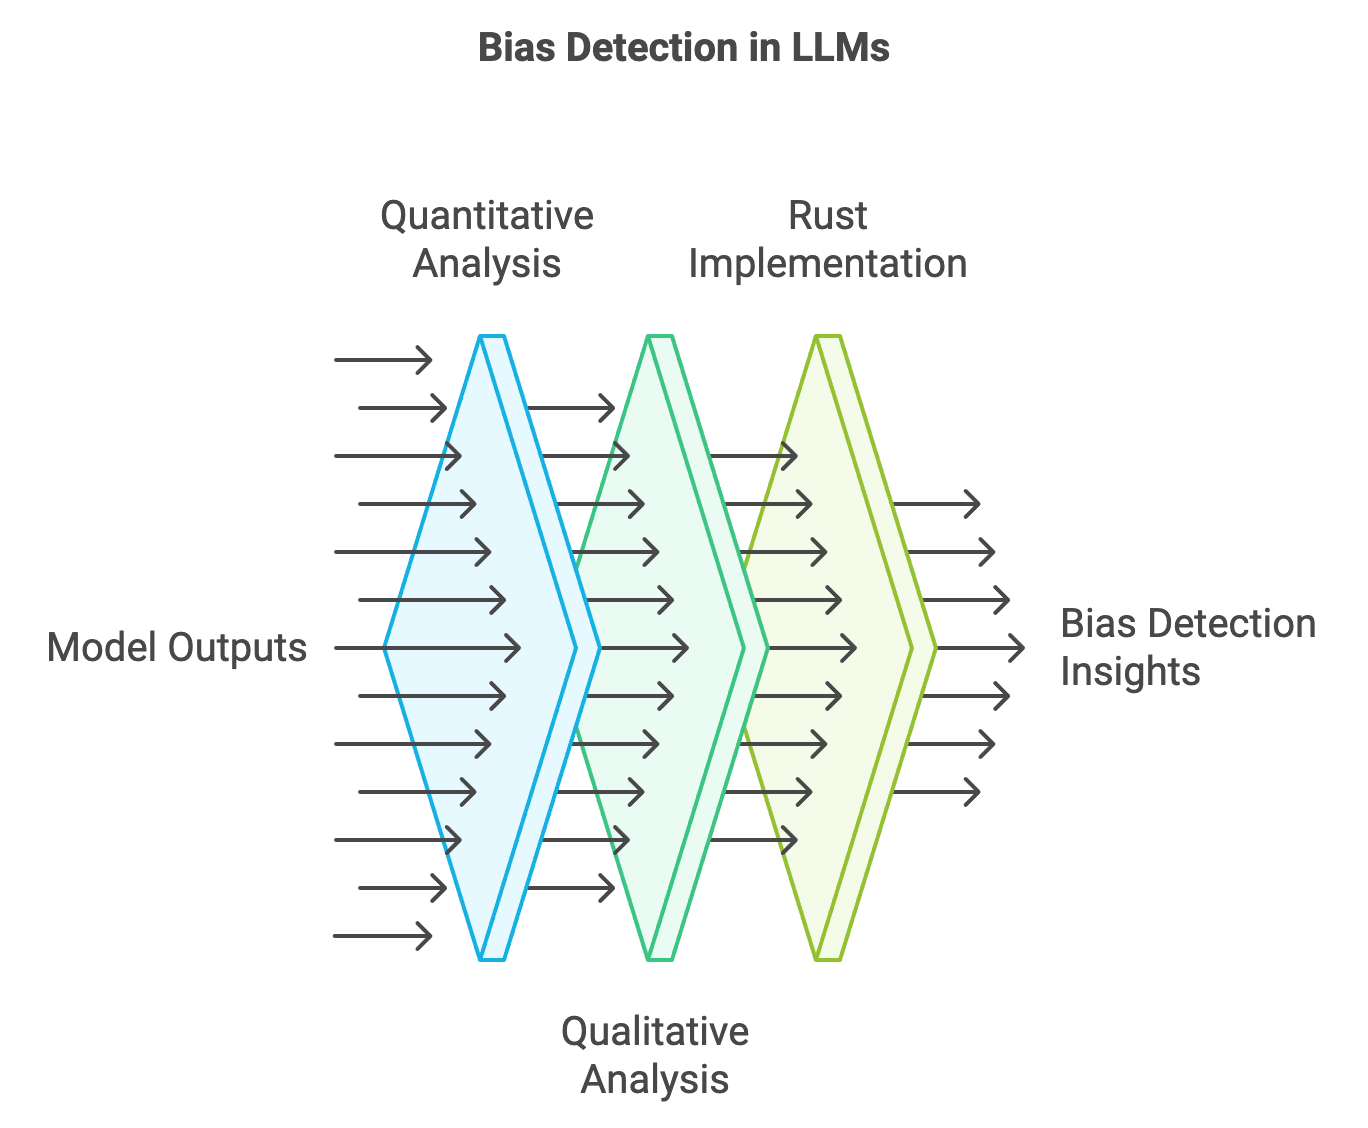 Bias Detection in LLMs
Quantitative
Analysis
Rust
Implementation
Model Outputs
Bias Detection
Insights
Qualitative
Analysis